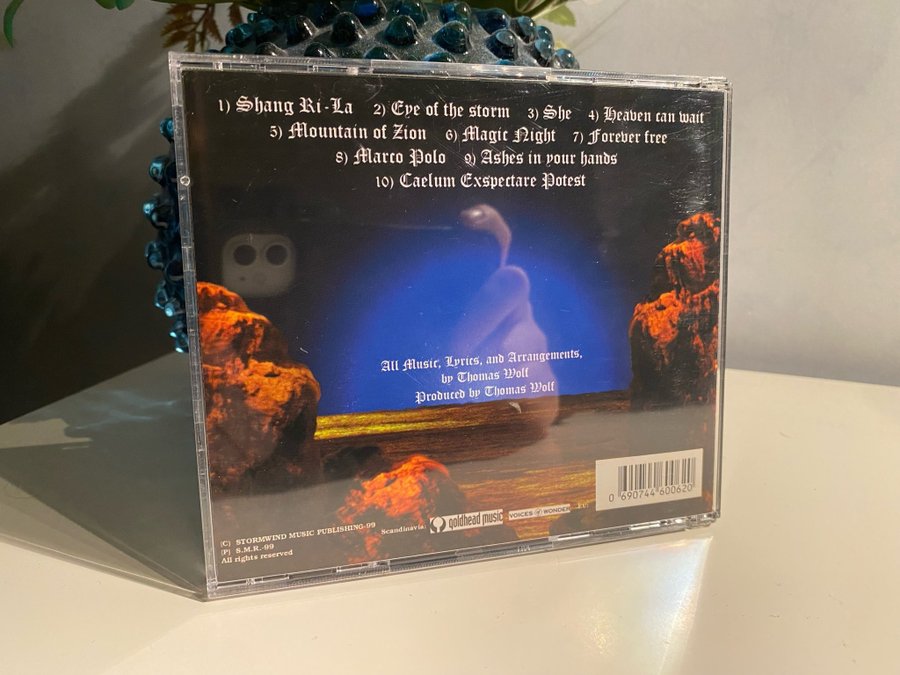 1) Shang Ri-La 2) Eye of the storm 3) She 4) Heaven can wait
5) Mountain of Zion 6) Magic Night 7) Forever free
8) Marco Polo 9) Ashes in your hands
10) Caelum Exspectare Potest
All Music, Lyrics, and Arrangements,
by Thomas Wolf
Produced by Thomas Wolf
0 690744 600620
Scandinavia: goldhead music VOICES of WONDER
(C) STORMWIND MUSIC PUBLISHING-99
(P) S.M.R.-99
All rights reserved